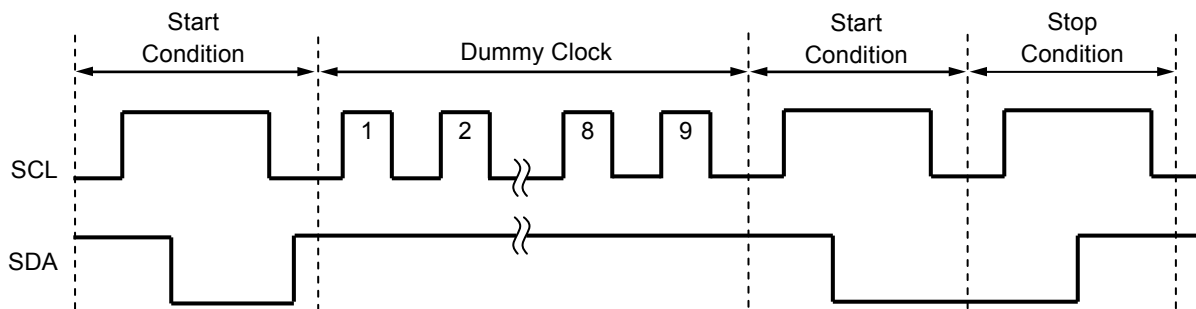 Start
Condition
Dummy Clock
Start
Condition
Stop
Condition
SCL
1
2
8
9
SDA